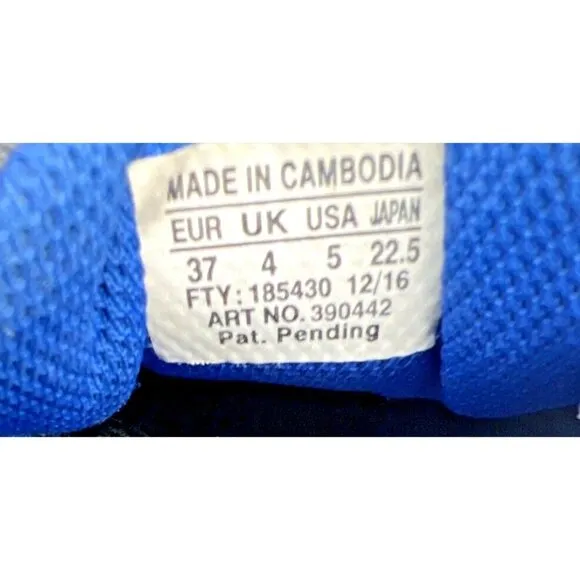 MADE IN CAMBODIA
EUR UK USA JAPAN
37 4 5 22.5
FTY: 185430 12/16
ART NO. 390442
Pat. Pending